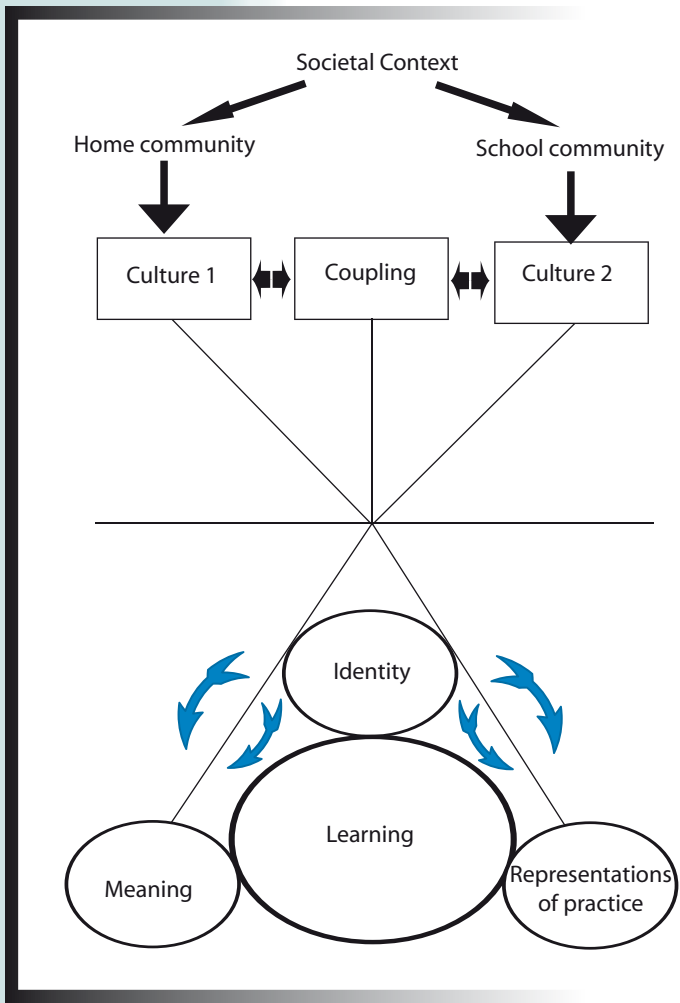 Societal Context
Home community
School community
Culture 1
Coupling
Culture 2
Identity
Learning
Meaning
Representations
of practice